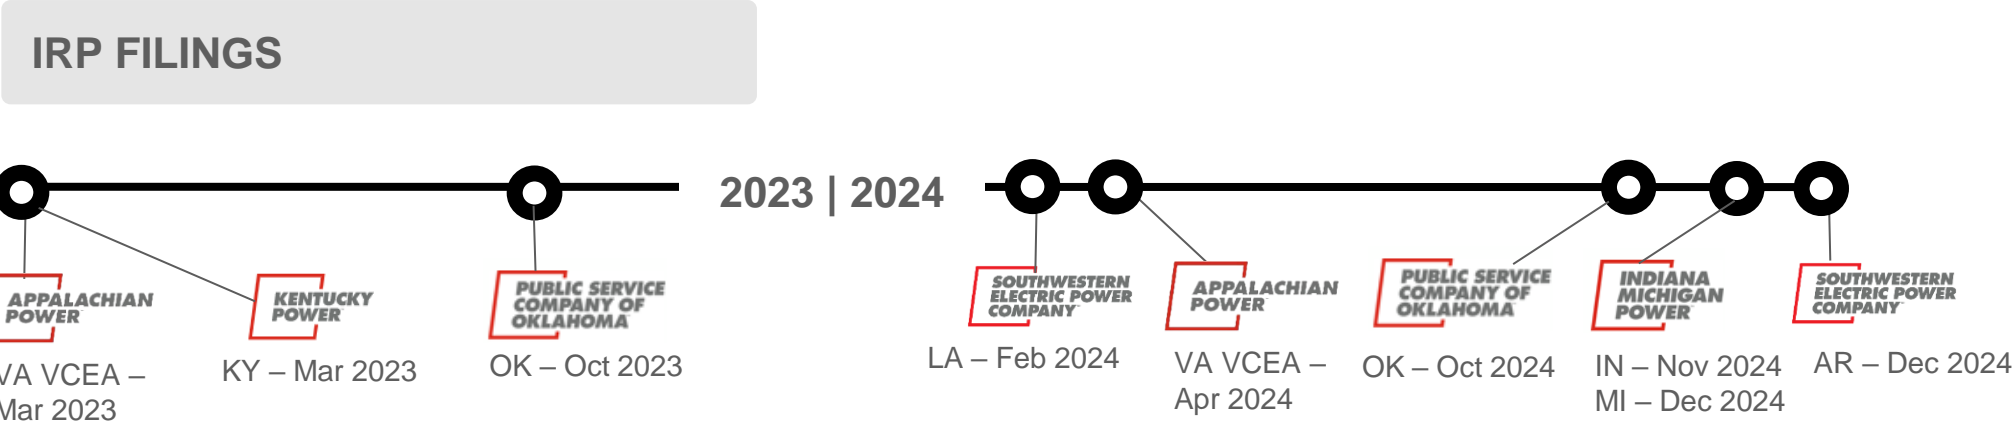 IRP FILINGS
2023 | 2024
APPALACHIAN
POWER
VA VCEA –
Mar 2023
KENTUCKY
POWER
KY – Mar 2023
PUBLIC SERVICE
COMPANY OF
OKLAHOMA
OK – Oct 2023
SOUTHWESTERN
ELECTRIC POWER
COMPANY
LA – Feb 2024
APPALACHIAN
POWER
VA VCEA –
Apr 2024
PUBLIC SERVICE
COMPANY OF
OKLAHOMA
OK – Oct 2024
INDIANA
MICHIGAN
POWER
IN – Nov 2024
MI – Dec 2024
SOUTHWESTERN
ELECTRIC POWER
COMPANY
AR – Dec 2024